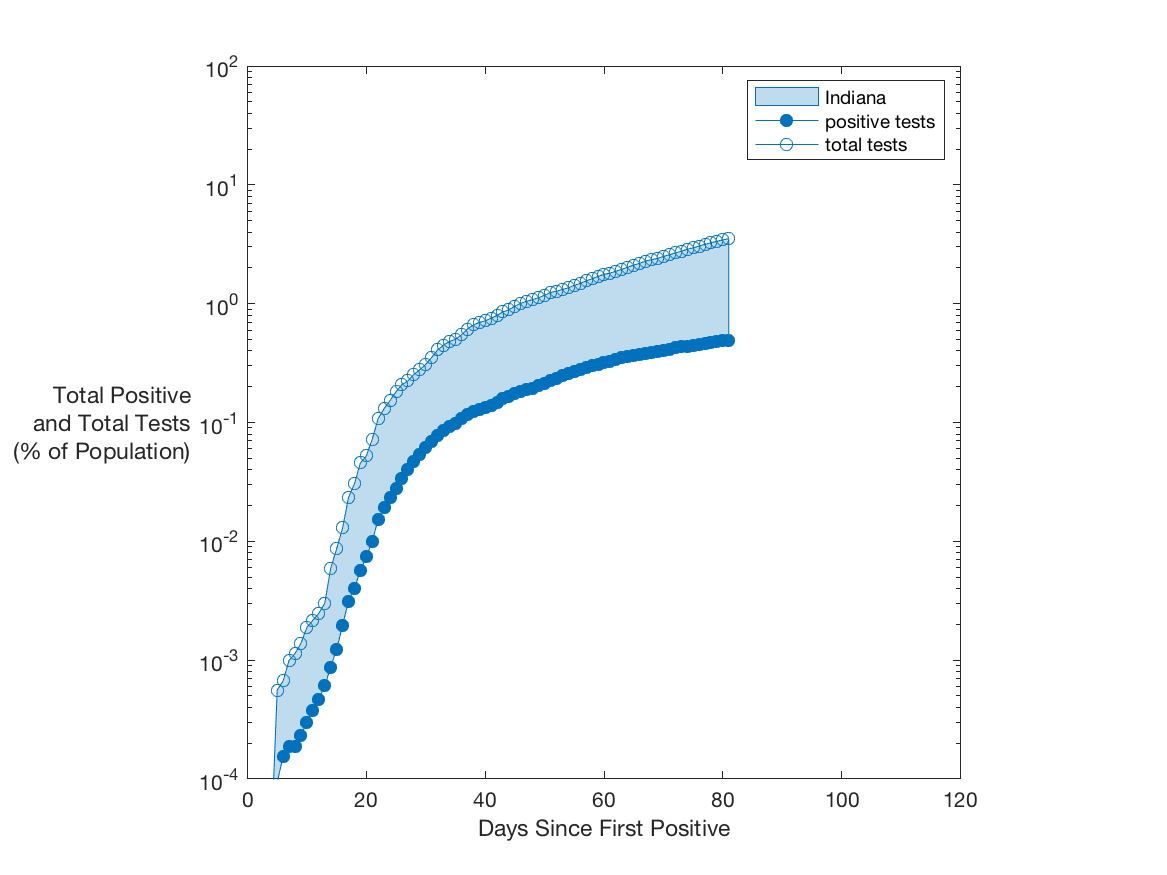 10^2
10^1
10^0
10^-1
10^-2
10^-3
10^-4
Total Positive
and Total Tests
(% of Population)
Indiana
positive tests
total tests
0 20 40 60 80 100 120
Days Since First Positive